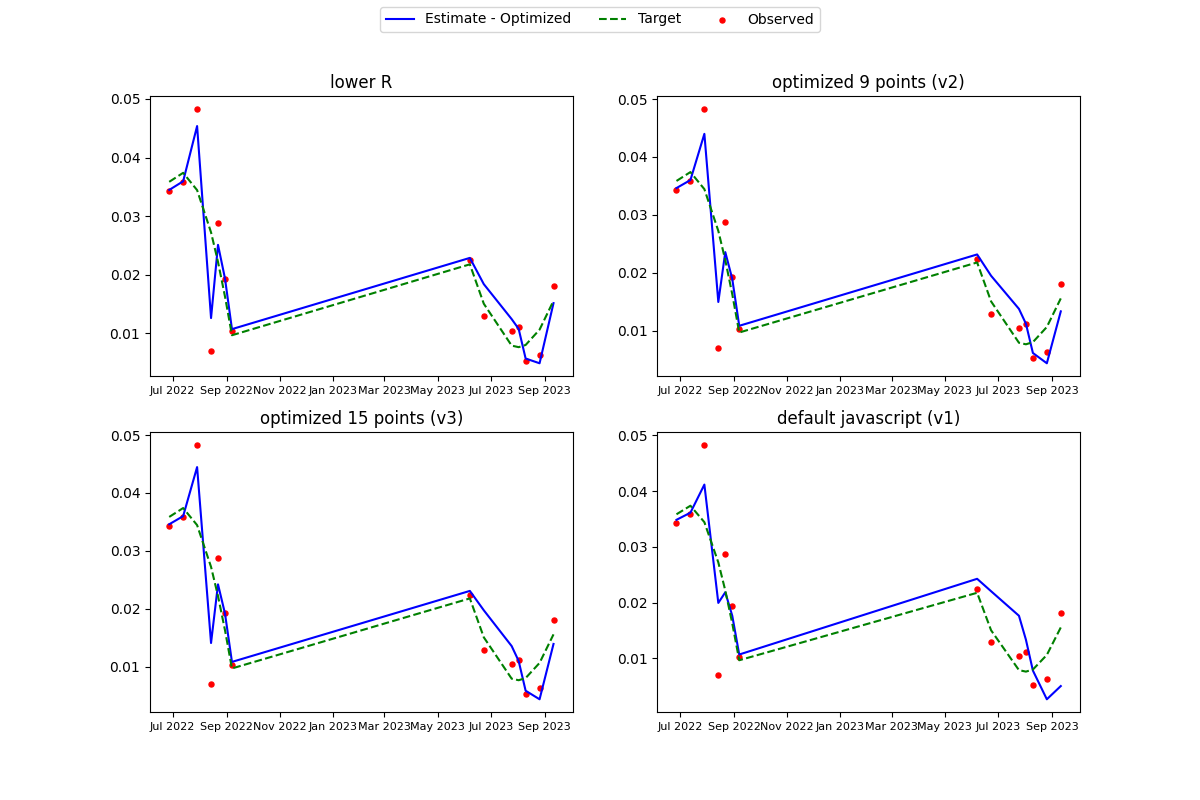 Estimate - Optimized Target Observed
lower R
0.05
0.04
0.03
0.02
0.01
Jul 2022 Sep 2022 Nov 2022 Jan 2023 Mar 2023 May 2023 Jul 2023 Sep 2023
optimized 9 points (v2)
0.05
0.04
0.03
0.02
0.01
Jul 2022 Sep 2022 Nov 2022 Jan 2023 Mar 2023 May 2023 Jul 2023 Sep 2023
optimized 15 points (v3)
0.05
0.04
0.03
0.02
0.01
Jul 2022 Sep 2022 Nov 2022 Jan 2023 Mar 2023 May 2023 Jul 2023 Sep 2023
default javascript (v1)
0.05
0.04
0.03
0.02
0.01
Jul 2022 Sep 2022 Nov 2022 Jan 2023 Mar 2023 May 2023 Jul 2023 Sep 2023